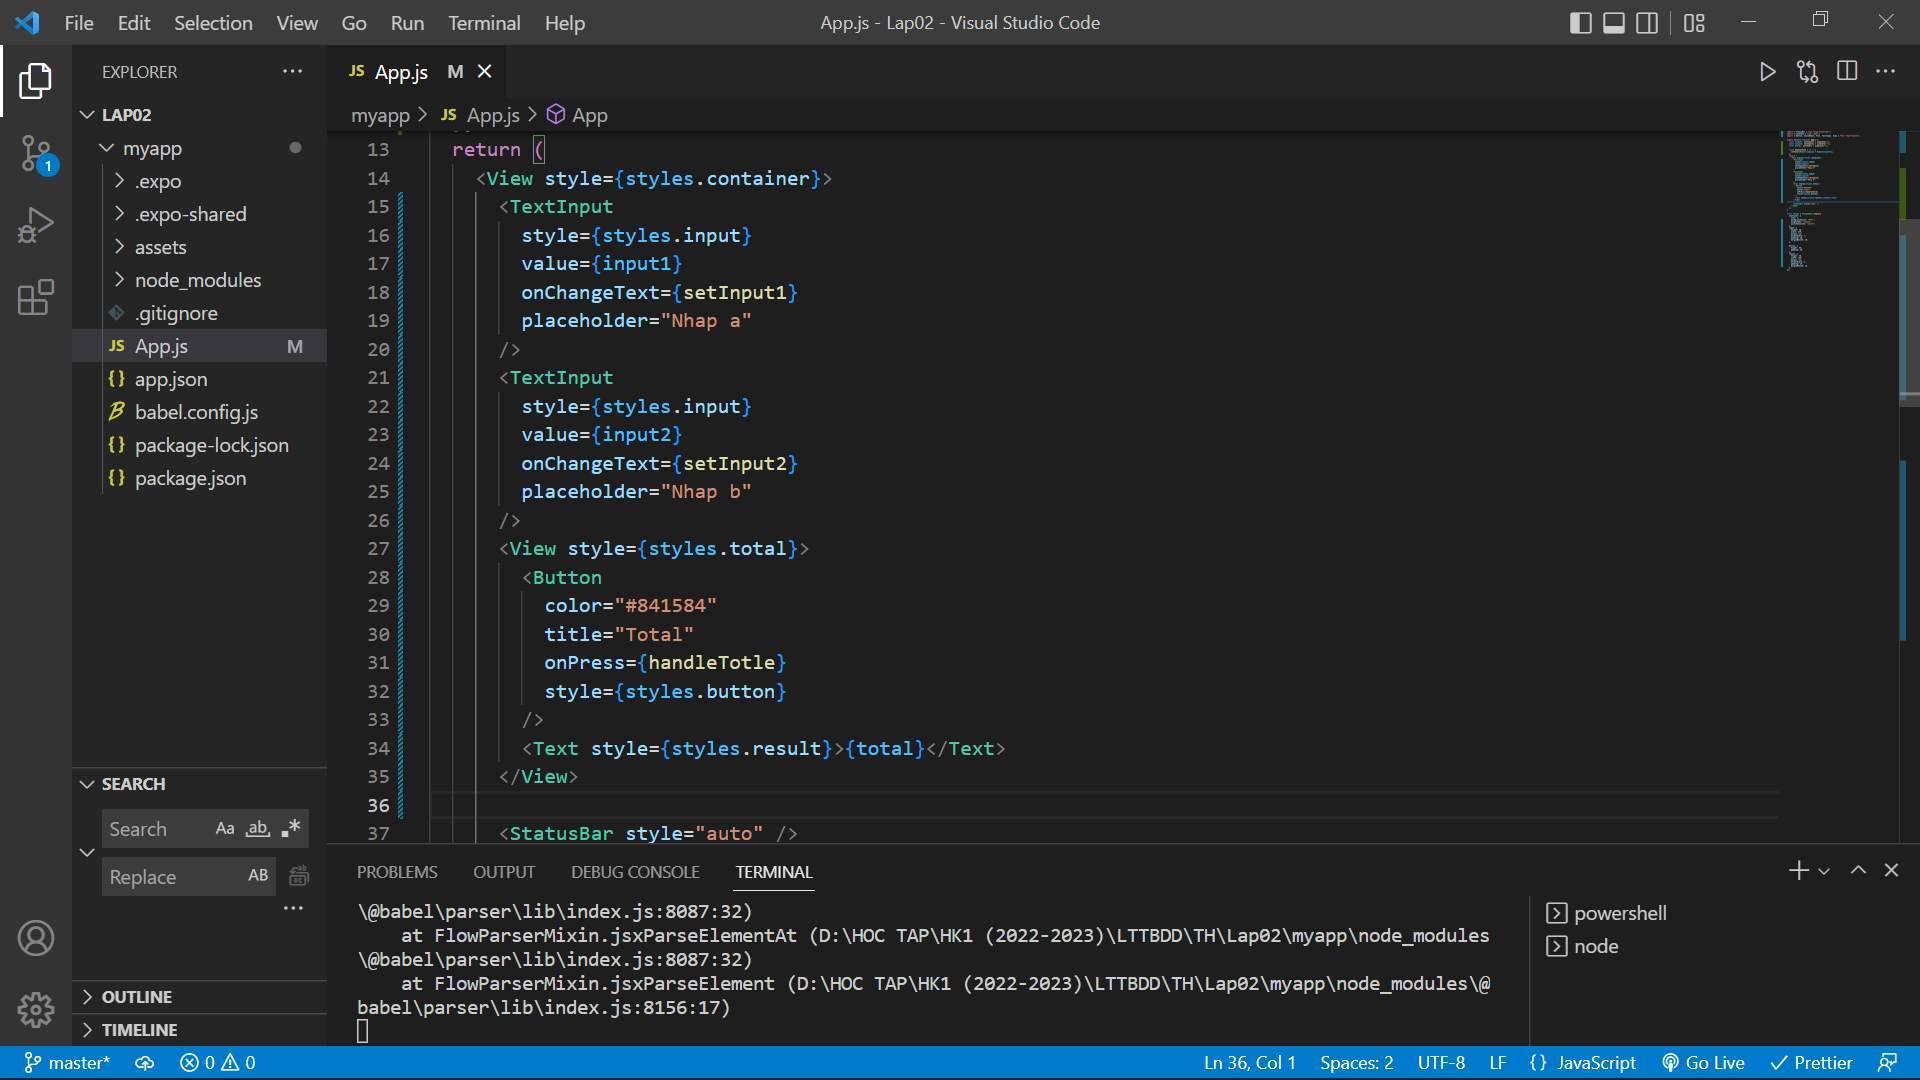 File Edit Selection View Go Run Terminal Help
App.js - Lap02 - Visual Studio Code
EXPLORER
LAP02
myapp
.expo
.expo-shared
assets
node_modules
.gitignore
JS App.js M
{} app.json
babel.config.js
{} package-lock.json
{} package.json
SEARCH
Search Aa ab .*
Replace AB
OUTLINE
TIMELINE
1
JS App.js M
myapp > JS App.js > App
13 return (
14 <View style={styles.container}>
15 <TextInput
16 style={styles.input}
17 value={input1}
18 onChangeText={setInput1}
19 placeholder="Nhap a"
20 />
21 <TextInput
22 style={styles.input}
23 value={input2}
24 onChangeText={setInput2}
25 placeholder="Nhap b"
26 />
27 <View style={styles.total}>
28 <Button
29 color="#841584"
30 title="Total"
31 onPress={handleTotle}
32 style={styles.button}
33 />
34 <Text style={styles.result}>{total}</Text>
35 </View>
36
37 <StatusBar style="auto" />
PROBLEMS OUTPUT DEBUG CONSOLE TERMINAL
\@babel\parser\lib\index.js:8087:32)
at FlowParserMixin.jsxParseElementAt (D:\HOC TAP\HK1 (2022-2023)\LTTBDD\TH\Lap02\myapp\node_modules
\@babel\parser\lib\index.js:8087:32)
at FlowParserMixin.jsxParseElement (D:\HOC TAP\HK1 (2022-2023)\LTTBDD\TH\Lap02\myapp\node_modules\@
babel\parser\lib\index.js:8156:17)
powershell
node
master* 0 0 Ln 36, Col 1 Spaces: 2 UTF-8 LF {} JavaScript Go Live Prettier